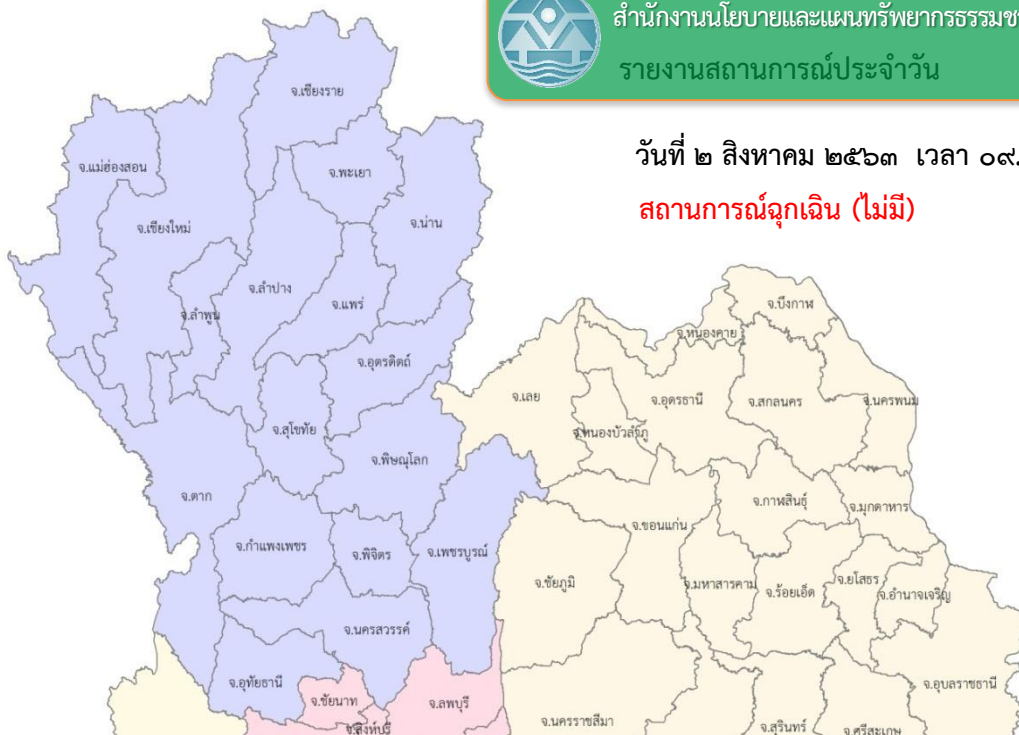 สำนักงานนโยบายและแผนทรัพยากรธรรมชา
รายงานสถานการณ์ประจำวัน
วันที่ ๒ สิงหาคม ๒๕๖๓ เวลา ๐๙.
สถานการณ์ฉุกเฉิน (ไม่มี)
จ.เชียงราย
จ.แม่ฮ่องสอน
จ.พะเยา
จ.เชียงใหม่
จ.น่าน
จ.ลำปาง
จ.แพร่
จ.ลำพูน
จ.อุตรดิตถ์
จ.บึงกาฬ
จ.หนองคาย
จ.เลย
จ.อุดรธานี
จ.สกลนคร
จ.นครพนม
จ.สุโขทัย
จ.หนองบัวลำภู
จ.พิษณุโลก
จ.ตาก
จ.กาฬสินธุ์
จ.มุกดาหาร
จ.ขอนแก่น
จ.กำแพงเพชร
จ.พิจิตร
จ.เพชรบูรณ์
จ.ชัยภูมิ
จ.มหาสารคาม
จ.ร้อยเอ็ด
จ.ยโสธร
จ.อำนาจเจริญ
จ.นครสวรรค์
จ.อุทัยธานี
จ.ชัยนาท
จ.ลพบุรี
จ.อุบลราชธานี
จ.สิงห์บุรี
จ.นครราชสีมา
จ.สุรินทร์
จ.ศรีสะเกษ